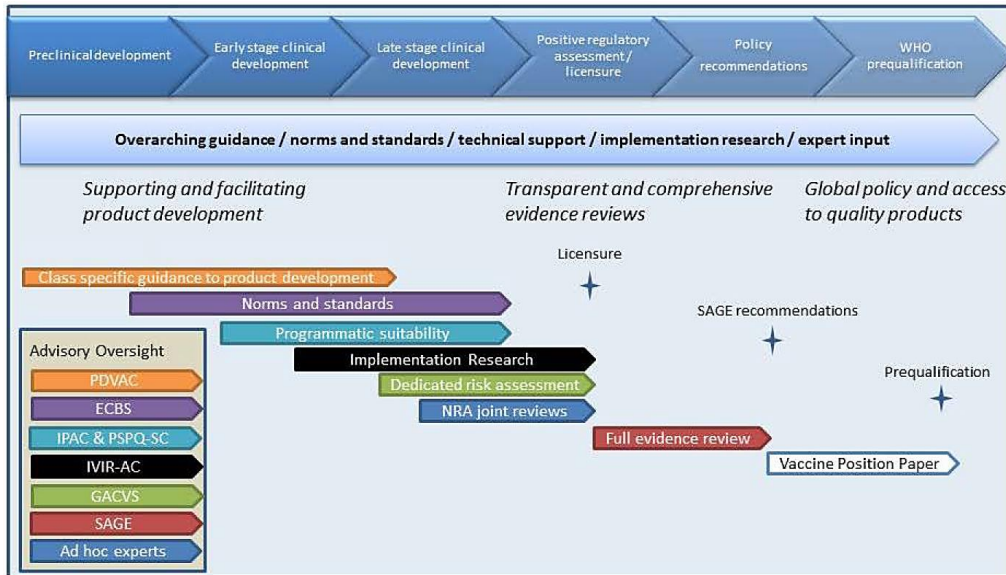 Preclinical development
Early stage clinical
development
Late stage clinical
development
Positive regulatory
assessment/
licensure
Policy
recommendations
WHO
prequalification
Overarching guidance / norms and standards / technical support / implementation research / expert input
Supporting and facilitating
product development
Transparent and comprehensive
evidence reviews
Global policy and access
to quality products
Licensure
Class specific guidance to product development
Norms and standards
SAGE recommendations
Programmatic suitability
Implementation Research
Dedicated risk assessment
Prequalification
NRA joint reviews
Full evidence review
Vaccine Position Paper
Advisory Oversight
PDVAC
ECBS
IPAC & PSPQ-SC
IVIR-AC
GACVS
SAGE
Ad hoc experts